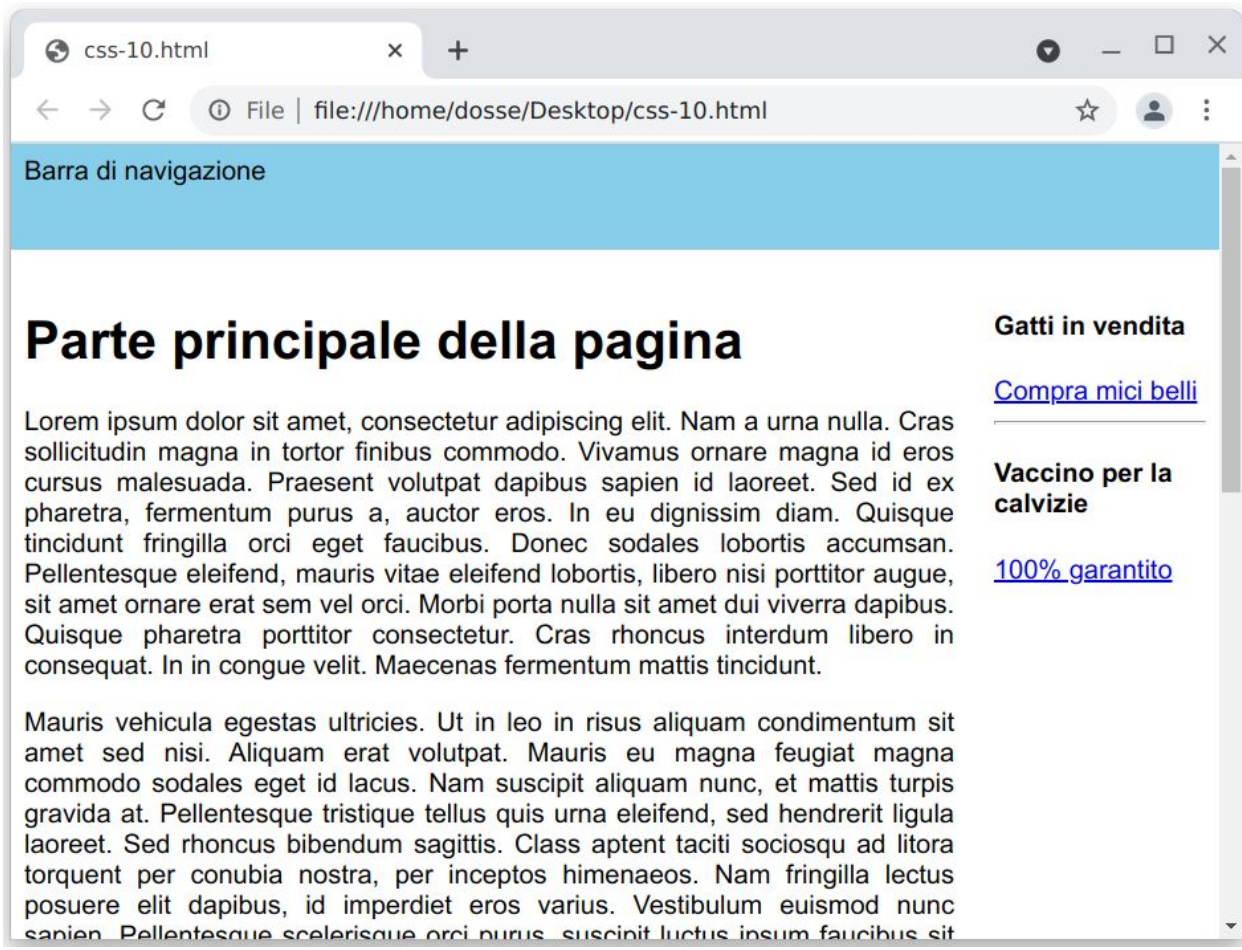 css-10.html
File | file:///home/dosse/Desktop/css-10.html
Barra di navigazione
Parte principale della pagina
Lorem ipsum dolor sit amet, consectetur adipiscing elit. Nam a urna nulla. Cras
sollicitudin magna in tortor finibus commodo. Vivamus ornare magna id eros
cursus malesuada. Praesent volutpat dapibus sapien id laoreet. Sed id ex
pharetra, fermentum purus a, auctor eros. In eu dignissim diam. Quisque
tincidunt fringilla orci eget faucibus. Donec sodales lobortis accumsan.
Pellentesque eleifend, mauris vitae eleifend lobortis, libero nisi porttitor augue,
sit amet ornare erat sem vel orci. Morbi porta nulla sit amet dui viverra dapibus.
Quisque pharetra porttitor consectetur. Cras rhoncus interdum libero in
consequat. In in congue velit. Maecenas fermentum mattis tincidunt.
Mauris vehicula egestas ultricies. Ut in leo in risus aliquam condimentum sit
amet sed nisi. Aliquam erat volutpat. Mauris eu magna feugiat magna
commodo sodales eget id lacus. Nam suscipit aliquam nunc, et mattis turpis
gravida at. Pellentesque tristique tellus quis urna eleifend, sed hendrerit ligula
laoreet. Sed rhoncus bibendum sagittis. Class aptent taciti sociosqu ad litora
torquent per conubia nostra, per inceptos himenaeos. Nam fringilla lectus
posuere elit dapibus, id imperdiet eros varius. Vestibulum euismod nunc
sapien. Pellentesque scelerisque orci purus, suscipit luctus ipsum faucibus sit
Gatti in vendita
Compra mici belli
Vaccino per la
calvizie
100% garantito